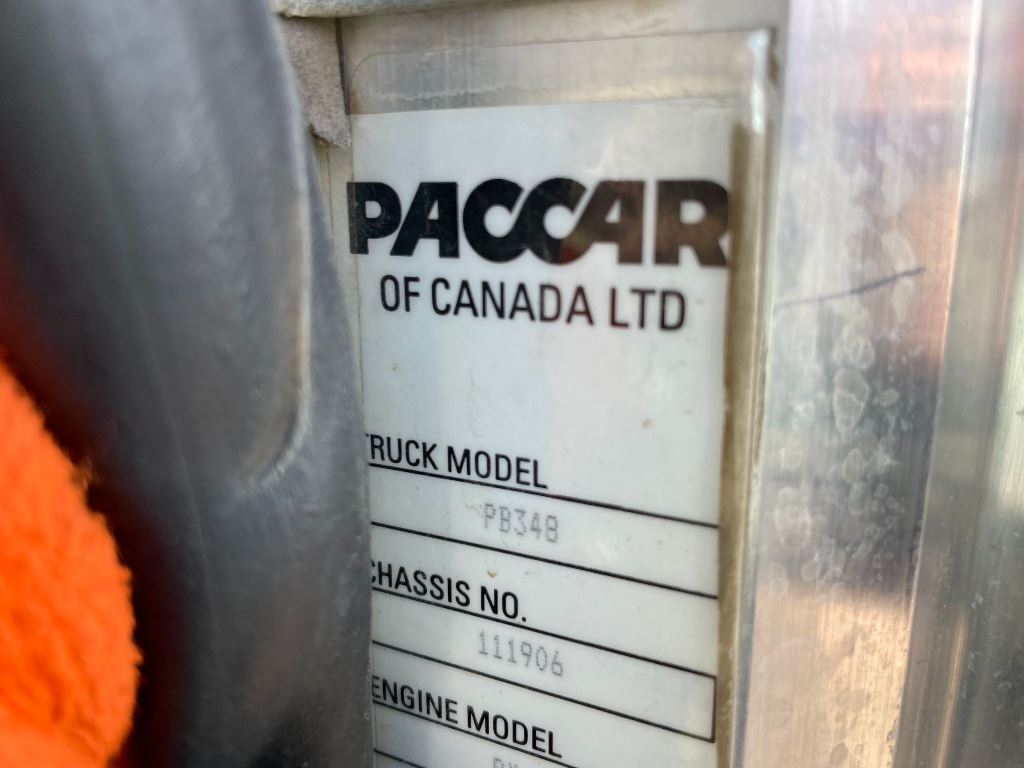 PACCAR
OF CANADA LTD
TRUCK MODEL
PB348
CHASSIS NO.
111906
ENGINE MODEL